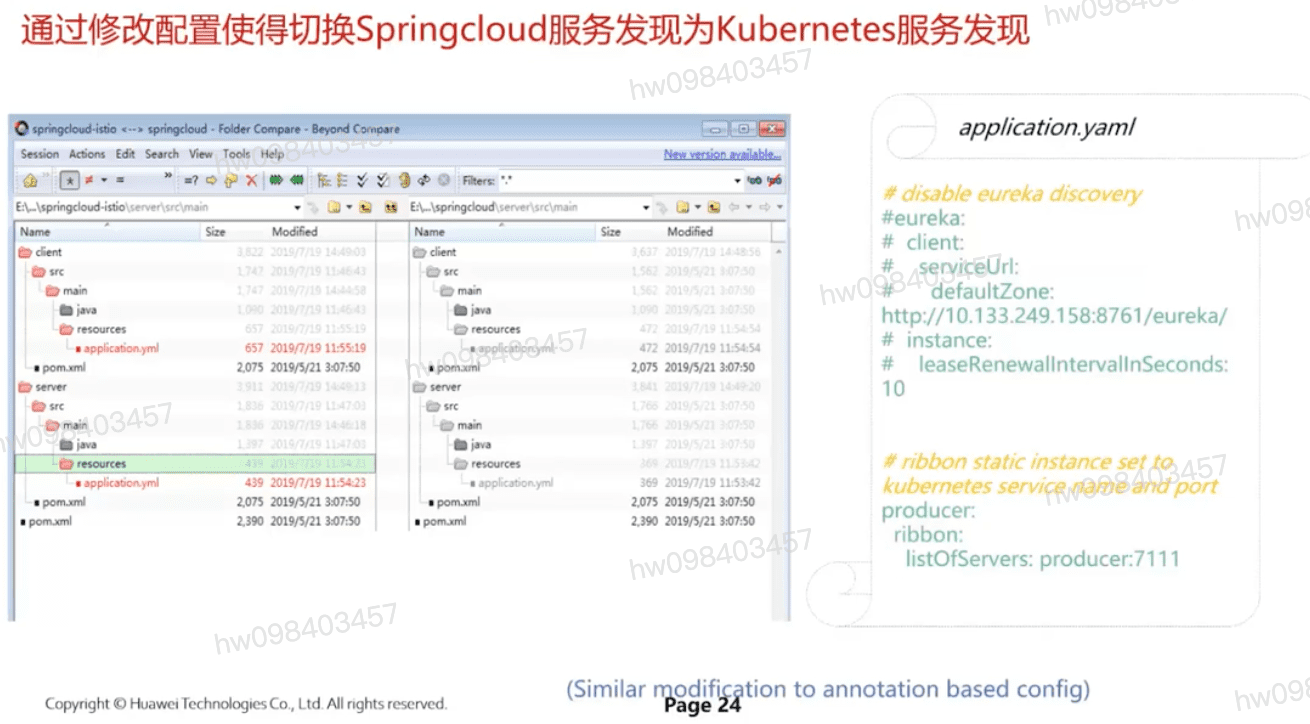 通过修改配置使得切换Springcloud服务发现为Kubernetes服务发现
springcloud-istio <--> springcloud - Folder Compare - Beyond Compare
Session Actions Edit Search View Tools Help
New version available...
Filters: *.*
E:\...\springcloud-istio\server\src\main
E:\...\springcloud\server\src\main
Name Size Modified Name Size Modified
client 3,822 2019/7/19 14:49:03 client 3,637 2019/7/19 14:48:56
src 1,747 2019/7/19 11:46:43 src 1,562 2019/5/21 3:07:50
main 1,747 2019/7/19 14:44:58 main 1,562 2019/5/21 3:07:50
java 1,090 2019/7/19 11:46:43 java 1,090 2019/5/21 3:07:50
resources 657 2019/7/19 11:55:19 resources 472 2019/7/19 11:54:54
application.yml 657 2019/7/19 11:55:19 application.yml 472 2019/7/19 11:54:54
pom.xml 2,075 2019/5/21 3:07:50 pom.xml 2,075 2019/5/21 3:07:50
server 3,911 2019/7/19 14:49:13 server 3,841 2019/7/19 14:49:20
src 1,836 2019/7/19 11:47:03 src 1,766 2019/5/21 3:07:50
main 1,836 2019/7/19 14:46:18 main 1,766 2019/5/21 3:07:50
java 1,397 2019/7/19 11:47:03 java 1,397 2019/5/21 3:07:50
resources 439 2019/7/19 11:54:23 resources 369 2019/7/19 11:53:42
application.yml 439 2019/7/19 11:54:23 application.yml 369 2019/7/19 11:53:42
pom.xml 2,075 2019/5/21 3:07:50 pom.xml 2,075 2019/5/21 3:07:50
pom.xml 2,390 2019/5/21 3:07:50 pom.xml 2,390 2019/5/21 3:07:50
application.yaml
# disable eureka discovery
#eureka:
# client:
# serviceUrl:
# defaultZone:
http://10.133.249.158:8761/eureka/
# instance:
# leaseRenewalIntervalInSeconds:
10
# ribbon static instance set to
kubernetes service name and port
producer:
ribbon:
listOfServers: producer:7111
(Similar modification to annotation based config)
Copyright © Huawei Technologies Co., Ltd. All rights reserved.
Page 24
hw098403457
hw098403457
hw098403457
hw098403457
hw098403457
hw098403457
hw098403457
hw098403457
hw098403457